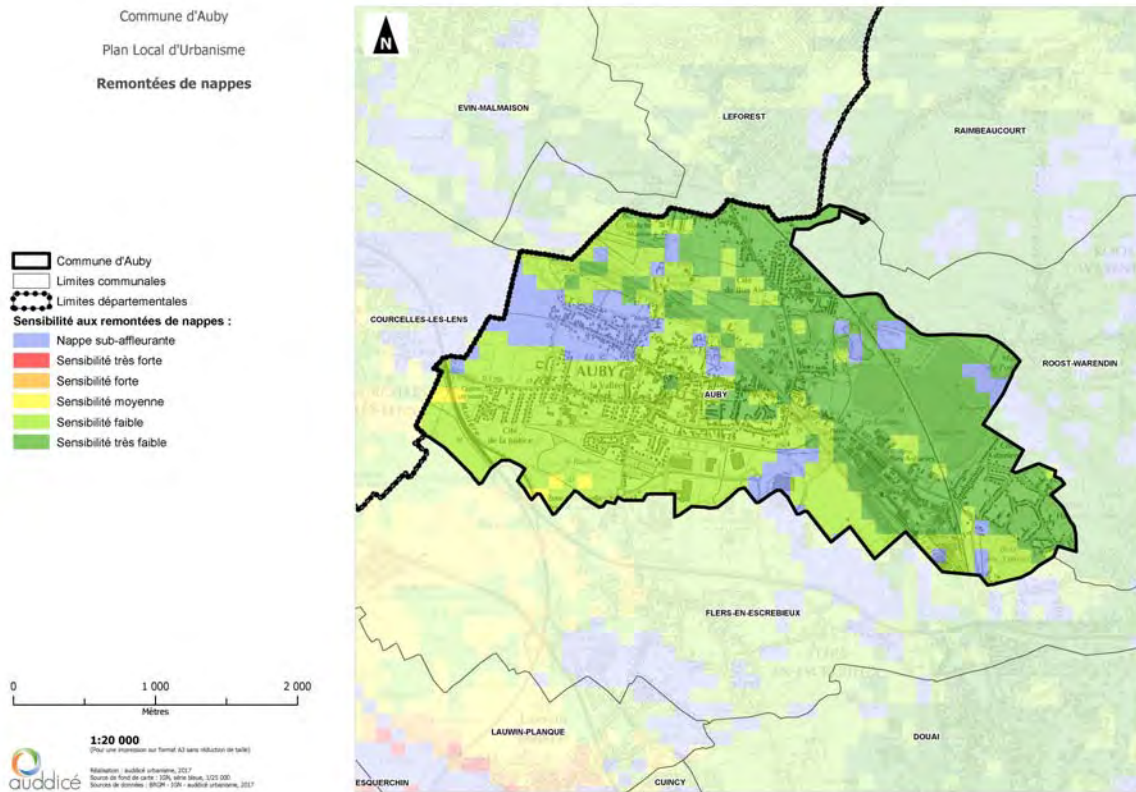 Commune d'Auby
Plan Local d'Urbanisme
Remontées de nappes
Commune d'Auby
Limites communales
Limites départementales
Sensibilité aux remontées de nappes :
Nappe sub-affleurante
Sensibilité très forte
Sensibilité forte
Sensibilité moyenne
Sensibilité faible
Sensibilité très faible
0 1 000 2 000
Mètres
1:20 000
(Pour une impression sur format A3 sans réduction de taille)
auddicé
Réalisation : auddicé urbanisme, 2017
Source de fond de carte : IGN, série bleue, 1/25 000
Sources de données : BRGM - IGN - auddicé urbanisme, 2017
N
EVIN-MALMAISON
LEFOREST
RAIMBEAUCOURT
COURCELLES-LES-LENS
ROOST-WARENDIN
AUBY
AUBY
Cité
de la Justice
FLERS-EN-ESCREBIEUX
LAUWIN-PLANQUE
DOUAI
ESQUERCHIN
CUINCY